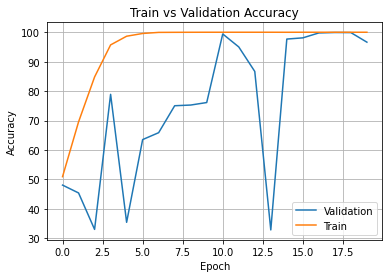 Train vs Validation Accuracy
100
90
80
70
60
50
40
30
Accuracy
0.0 2.5 5.0 7.5 10.0 12.5 15.0 17.5
Epoch
Validation
Train